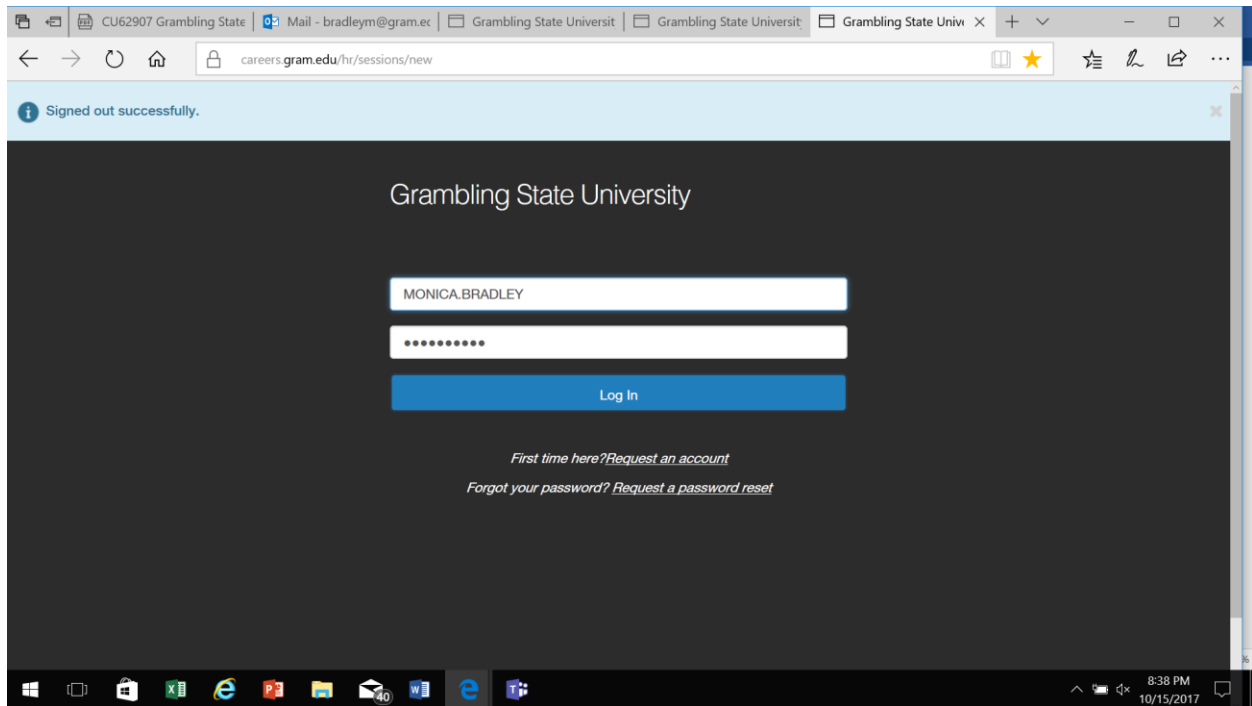 CU62907 Grambling State
Mail - bradleym@gram.ec
Grambling State Universit
Grambling State Universit
Grambling State Unive
careers.gram.edu/hr/sessions/new
Signed out successfully.
Grambling State University
MONICA.BRADLEY
••••••••••
Log In
First time here?Request an account
Forgot your password? Request a password reset
40
8:38 PM
10/15/2017